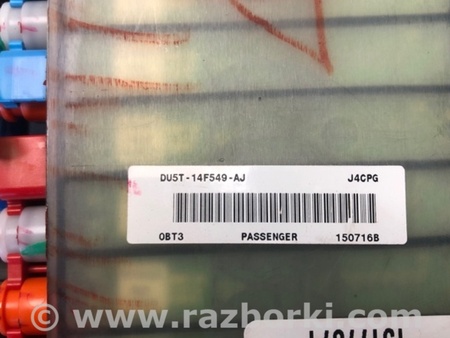 DU5T-14F549-AJ J4CPG
0BT3 PASSENGER 150716B
www.razborki.com